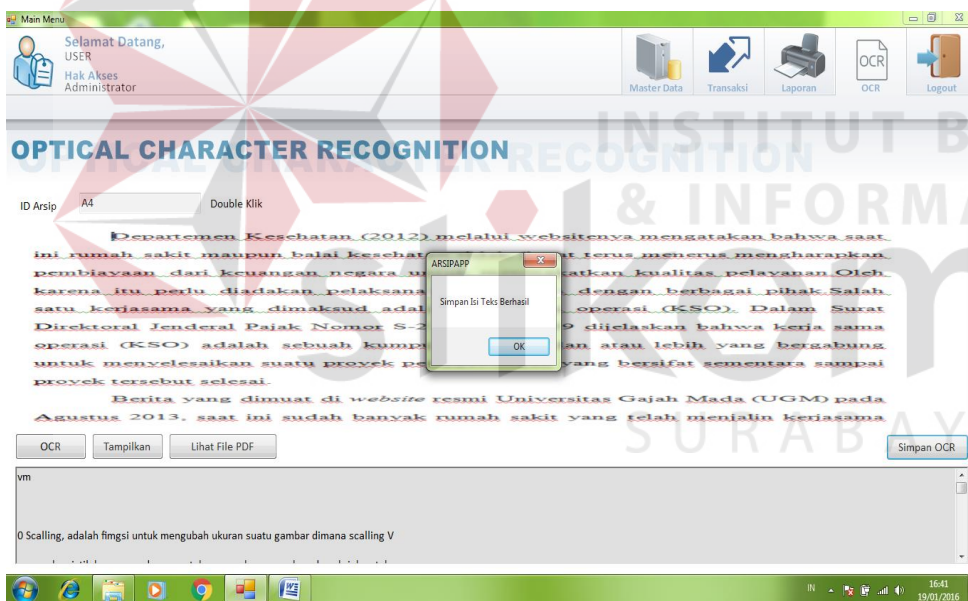 Main Menu
Selamat Datang,
USER
Hak Akses
Administrator
Master Data
Transaksi
Laporan
OCR
OCR
Logout
INSTITUT B
OPTICAL CHARACTER RECOGNITION
& INFORMA
stikom
SURABAY
ID Arsip
A4
Double Klik
Departemen Kesehatan (2012) melalui websitenya mengatakan bahwa saat
ini rumah sakit maupun balai kesehat t terus menerus mengharapkan
pembiayaan dari keuangan negara un atkan kualitas pelayanan.Oleh
karena itu perlu diadakan pelaksana dengan berbagai pihak.Salah
satu kerjasama yang dimaksud adal operasi (KSO). Dalam Surat
Direktoral Jenderal Pajak Nomor S-2 9 dijelaskan bahwa kerja sama
operasi (KSO) adalah sebuah kump an atau lebih yang bergabung
untuk menyelesaikan suatu proyek pe yang bersifat sementara sampai
proyek tersebut selesai.
Berita yang dimuat di website resmi Universitas Gajah Mada (UGM) pada
Agustus 2013, saat ini sudah banyak rumah sakit yang telah menjalin kerjasama
ARSIPAPP
Simpan Isi Teks Berhasil
OK
OCR
Tampilkan
Lihat File PDF
Simpan OCR
vm
0 Scalling, adalah fimgsi untuk mengubah ukuran suatu gambar dimana scalling V
IN
16:41
19/01/2016